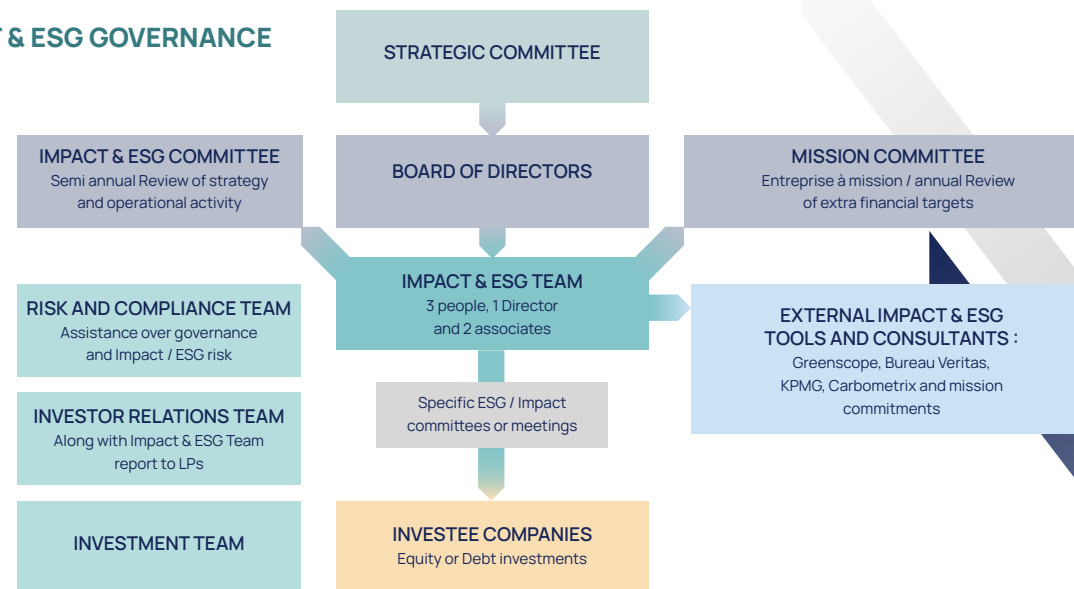 & ESG GOVERNANCE
STRATEGIC COMMITTEE
IMPACT & ESG COMMITTEE
Semi annual Review of strategy
and operational activity
BOARD OF DIRECTORS
MISSION COMMITTEE
Entreprise à mission / annual Review
of extra financial targets
IMPACT & ESG TEAM
3 people, 1 Director
and 2 associates
RISK AND COMPLIANCE TEAM
Assistance over governance
and Impact / ESG risk
EXTERNAL IMPACT & ESG
TOOLS AND CONSULTANTS :
Greenscope, Bureau Veritas,
KPMG, Carbometrix and mission
commitments
INVESTOR RELATIONS TEAM
Along with Impact & ESG Team
report to LPs
Specific ESG / Impact
committees or meetings
INVESTMENT TEAM
INVESTEE COMPANIES
Equity or Debt investments